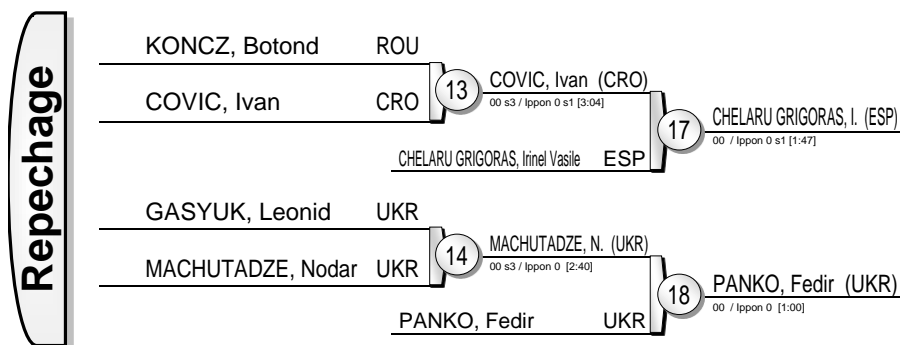 Repechage
KONCZ, Botond ROU
COVIC, Ivan CRO
13
COVIC, Ivan (CRO)
00 s3 / Ippon 0 s1 [3:04]
CHELARU GRIGORAS, Irinel Vasile ESP
17
CHELARU GRIGORAS, I. (ESP)
00 / Ippon 0 s1 [1:47]
GASYUK, Leonid UKR
MACHUTADZE, Nodar UKR
14
MACHUTADZE, N. (UKR)
00 s3 / Ippon 0 [2:40]
PANKO, Fedir UKR
18
PANKO, Fedir (UKR)
00 / Ippon 0 [1:00]